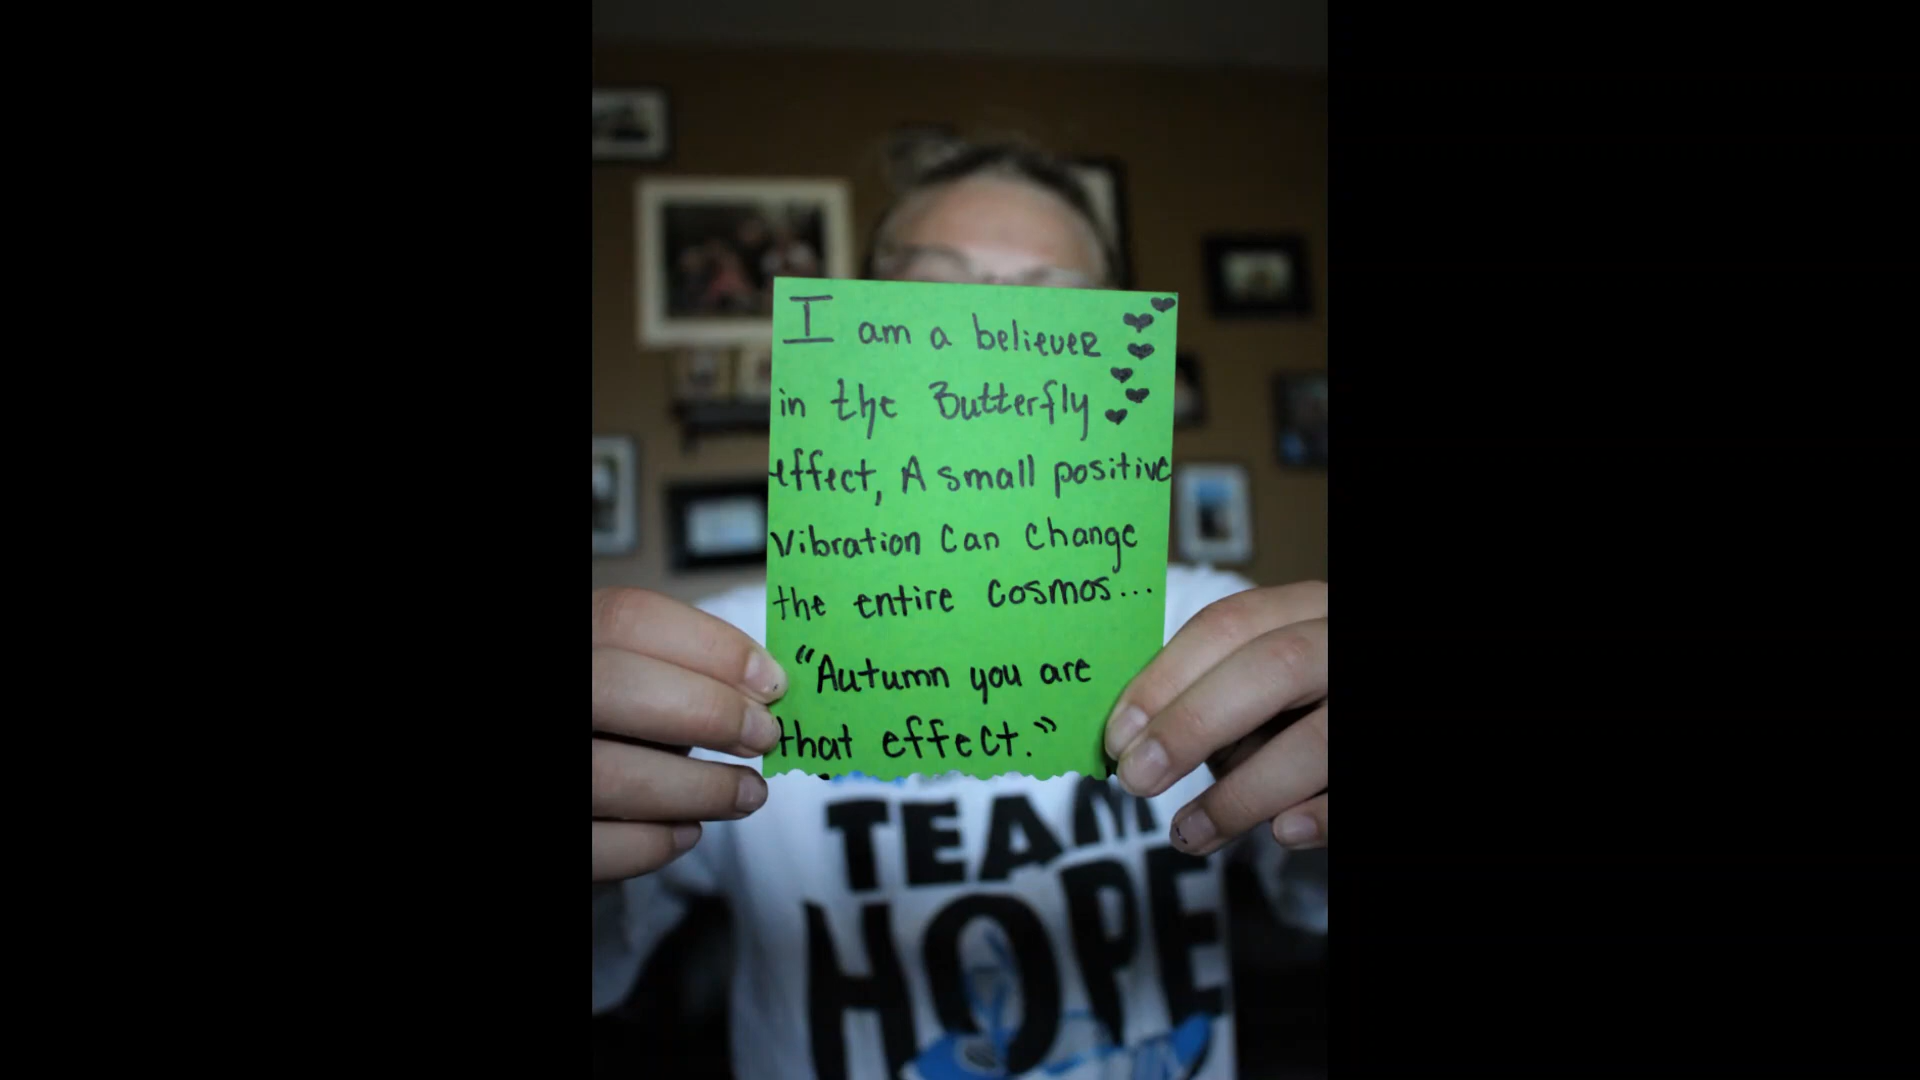 I am a believer
in the Butterfly
effect, A small positive
Vibration Can Change
the entire Cosmos...
"Autumn you are
that effect."
TEAM
HOPE